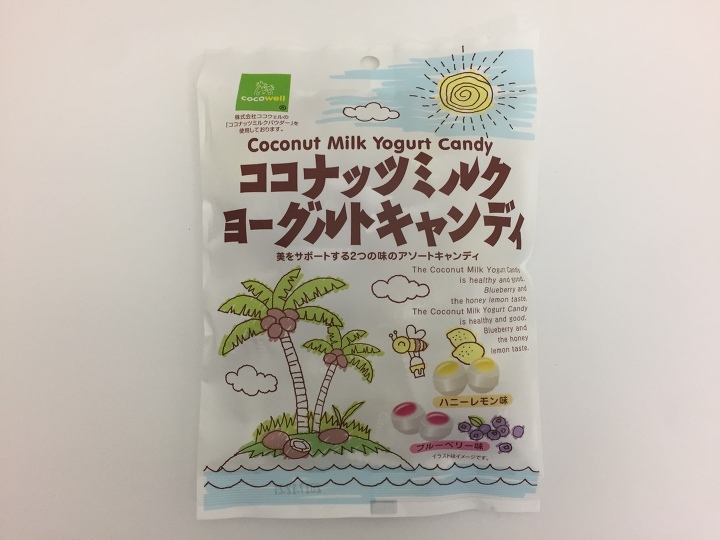 cocowell
®
株式会社ココウェルの
「ココナッツミルクパウダー」を
使用しております。
Coconut Milk Yogurt Candy
ココナッツミルク
ヨーグルトキャンディ
美をサポートする2つの味のアソートキャンディ
The Coconut Milk Yogurt Candy
is healthy and good.
Blueberry and
the honey lemon taste.
The Coconut Milk Yogurt Candy
is healthy and good.
Blueberry and
the honey
lemon taste.
ハニーレモン味
ブルーベリー味
イラストはイメージです。